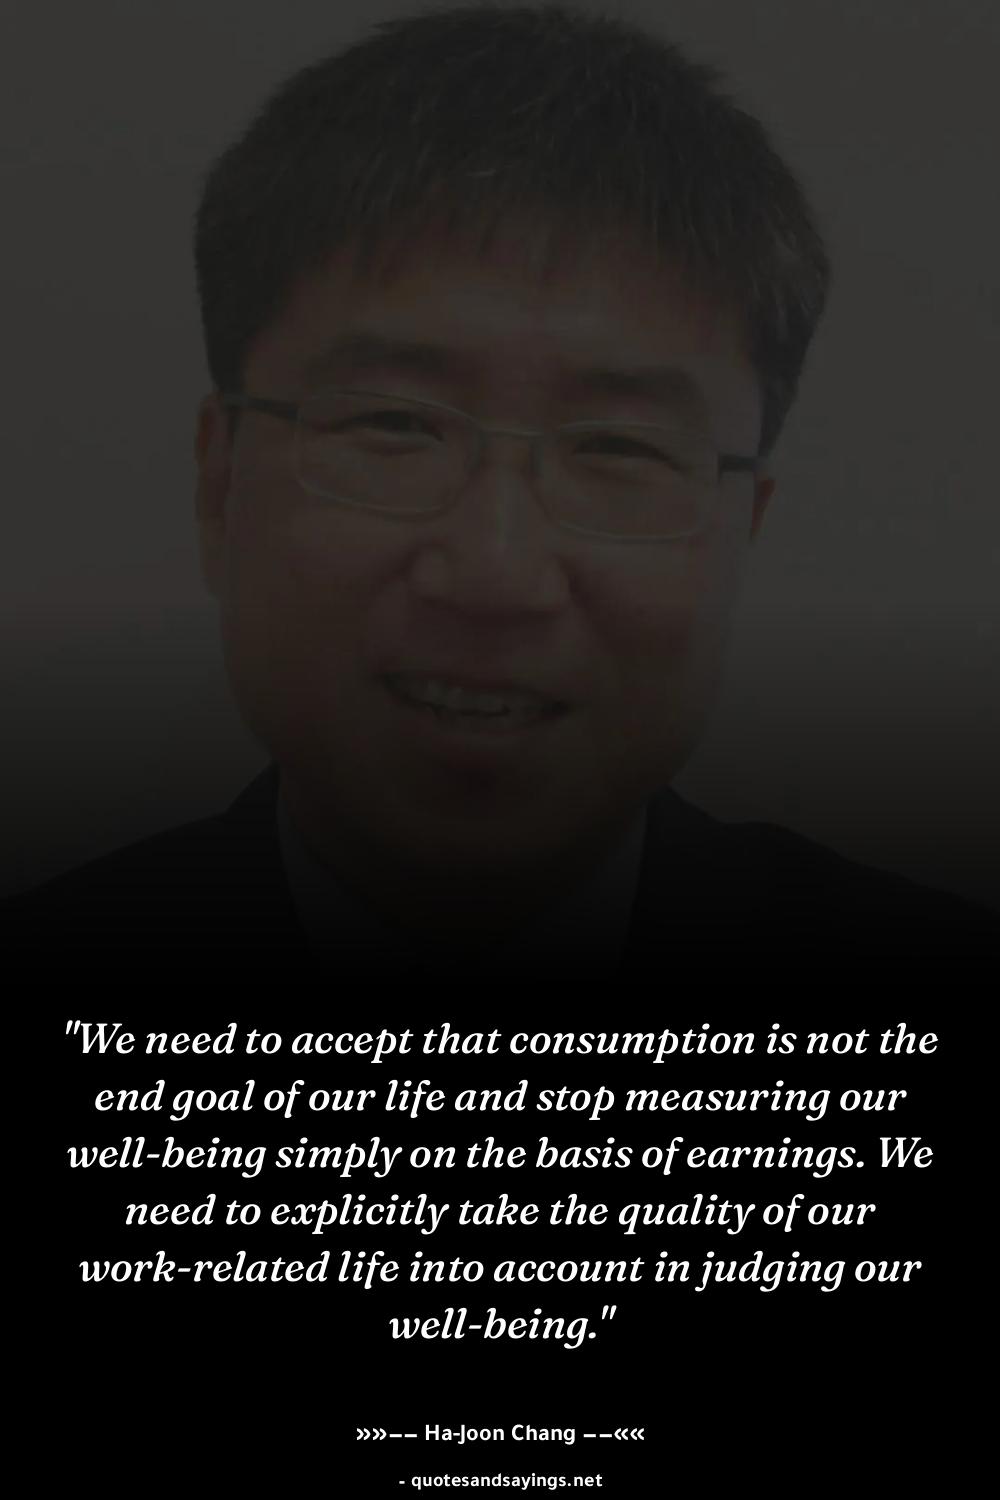 "We need to accept that consumption is not the
end goal of our life and stop measuring our
well-being simply on the basis of earnings. We
need to explicitly take the quality of our
work-related life into account in judging our
well-being."
»»−− Ha-Joon Chang −−««
- quotesandsayings.net